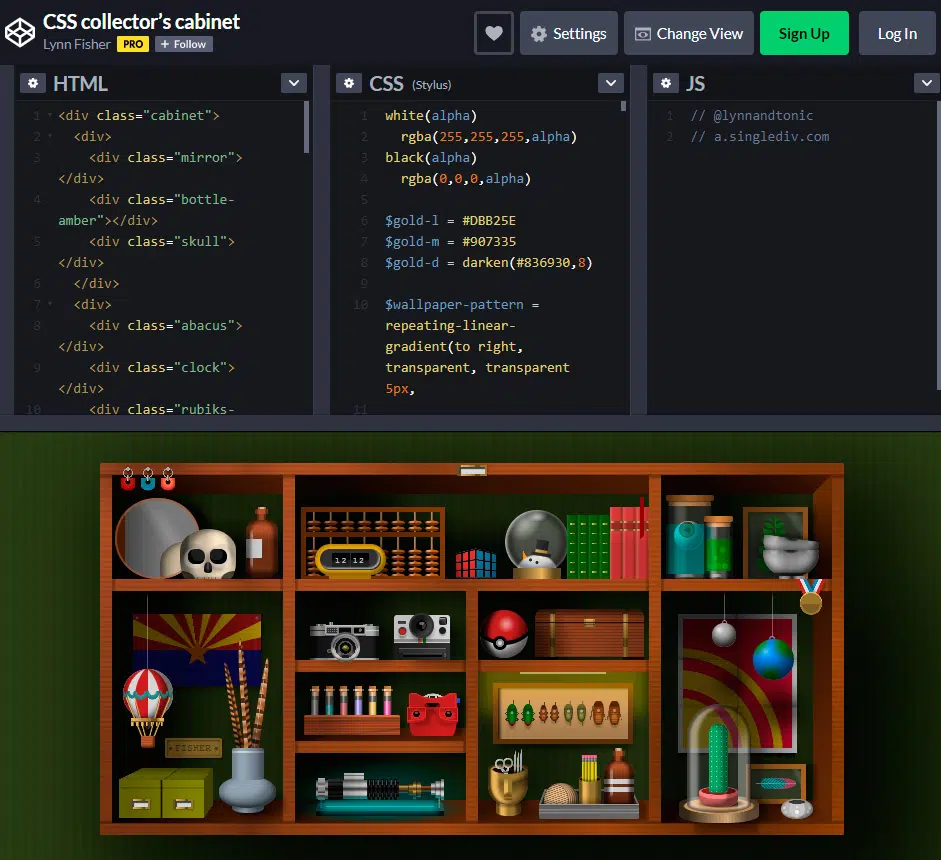 CSS collector's cabinet
Lynn Fisher PRO + Follow
Settings
Change View
Sign Up
Log In
HTML
1 <div class="cabinet">
2 <div>
3 <div class="mirror">
</div>
4 <div class="bottle-
amber"></div>
5 <div class="skull">
</div>
6 </div>
7 <div>
8 <div class="abacus">
</div>
9 <div class="clock">
</div>
10 <div class="rubiks-
CSS (Stylus)
1 white(alpha)
2 rgba(255,255,255,alpha)
3 black(alpha)
4 rgba(0,0,0,alpha)
5
6 $gold-l = #DBB25E
7 $gold-m = #907335
8 $gold-d = darken(#836930,8)
9
10 $wallpaper-pattern =
repeating-linear-
gradient(to right,
transparent, transparent
5px,
11
JS
1 // @lynnandtonic
2 // a.singlediv.com
12 12
FISHER